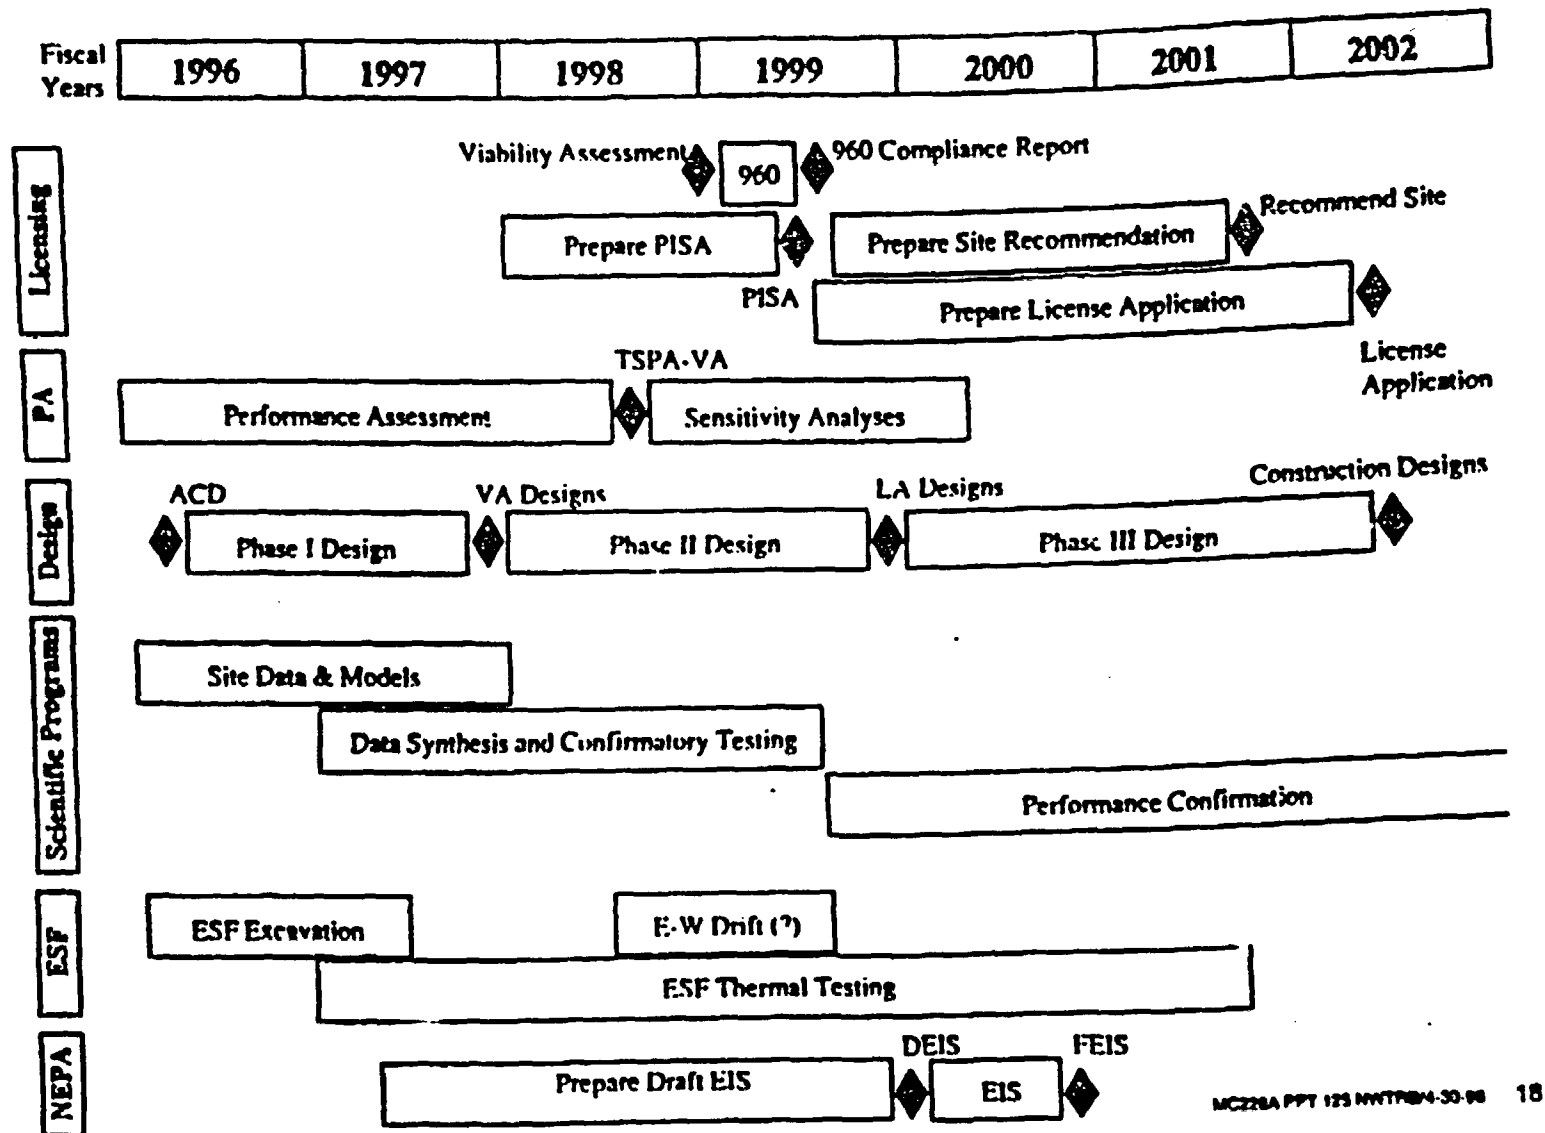 Fiscal
Years
1996 1997 1998 1999 2000 2001 2002
Licensing
Viability Assessment
960
960 Compliance Report
Prepare PISA
PISA
Prepare Site Recommendation
Recommend Site
Prepare License Application
License
Application
PA
Performance Assessment
TSPA-VA
Sensitivity Analyses
Design
ACD
Phase I Design
VA Designs
Phase II Design
LA Designs
Phase III Design
Construction Designs
Scientific Programs
Site Data & Models
Data Synthesis and Confirmatory Testing
Performance Confirmation
ESF
ESF Excavation
E-W Drift (?)
ESF Thermal Testing
NEPA
Prepare Draft EIS
DEIS
EIS
FEIS
PPT 18